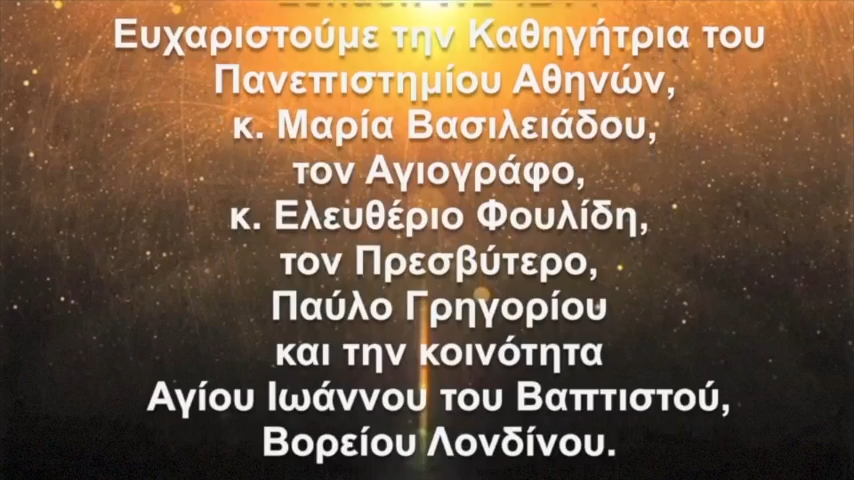 Ευχαριστούμε την Καθηγήτρια του
Πανεπιστημίου Αθηνών,
κ. Μαρία Βασιλειάδου,
τον Αγιογράφο,
κ. Ελευθέριο Φουλίδη,
τον Πρεσβύτερο,
Παύλο Γρηγορίου
και την κοινότητα
Αγίου Ιωάννου του Βαπτιστού,
Βορείου Λονδίνου.